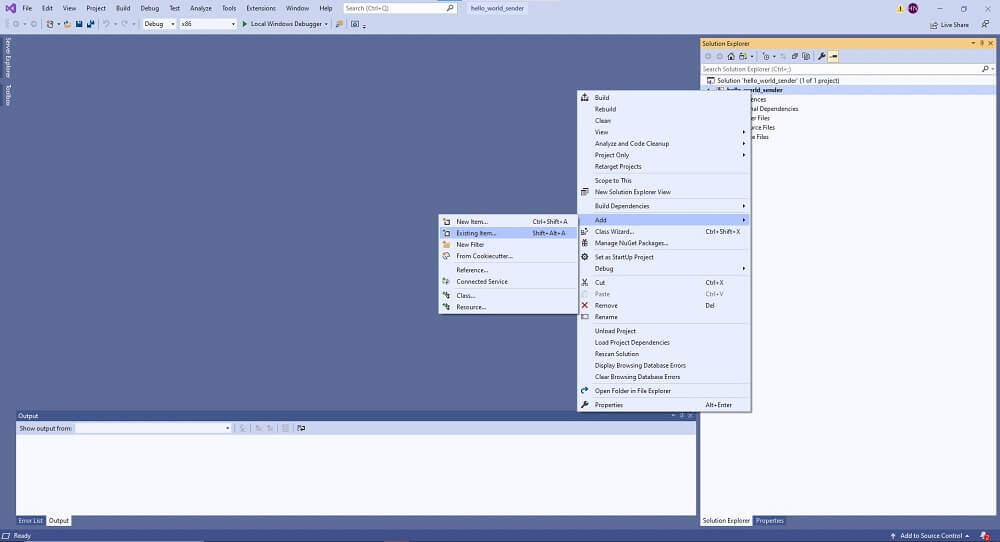 File Edit View Project Build Debug Test Analyze Tools Extensions Window Help Search (Ctrl+Q) hello_world_sender HN
Debug x86 Local Windows Debugger Live Share
Server Explorer
Toolbox
Solution Explorer
Search Solution Explorer (Ctrl+;)
Solution 'hello_world_sender' (1 of 1 project)
hello_world_sender
ences
nal Dependencies
er Files
urce Files
e Files
Build
Rebuild
Clean
View
Analyze and Code Cleanup
Project Only
Retarget Projects
Scope to This
New Solution Explorer View
Build Dependencies
Add
Class Wizard... Ctrl+Shift+X
Manage NuGet Packages...
Set as StartUp Project
Debug
Cut Ctrl+X
Paste Ctrl+V
Remove Del
Rename
Unload Project
Load Project Dependencies
Rescan Solution
Display Browsing Database Errors
Clear Browsing Database Errors
Open Folder in File Explorer
Properties Alt+Enter
New Item... Ctrl+Shift+A
Existing Item... Shift+Alt+A
New Filter
From Cookiecutter...
Reference...
Connected Service
Class...
Resource...
Output
Show output from:
Error List Output
Solution Explorer Properties
Ready Add to Source Control 2